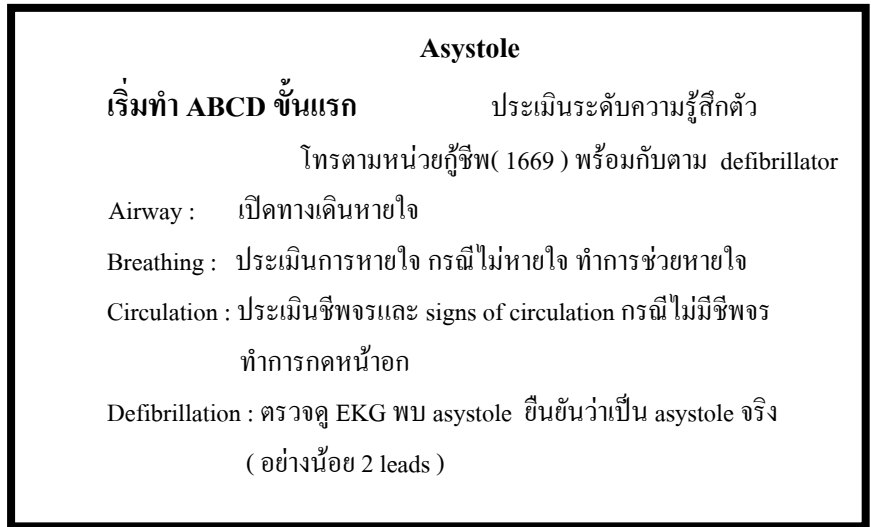 Asystole
เริ่มทำ ABCD ขั้นแรก ประเมินระดับความรู้สึกตัว
โทรตามหน่วยกู้ชีพ( 1669 ) พร้อมกับตาม defibrillator
Airway : เปิดทางเดินหายใจ
Breathing : ประเมินการหายใจ กรณีไม่หายใจ ทำการช่วยหายใจ
Circulation : ประเมินชีพจรและ signs of circulation กรณีไม่มีชีพจร
ทำการกดหน้าอก
Defibrillation : ตรวจดู EKG พบ asystole ยืนยันว่าเป็น asystole จริง
( อย่างน้อย 2 leads )